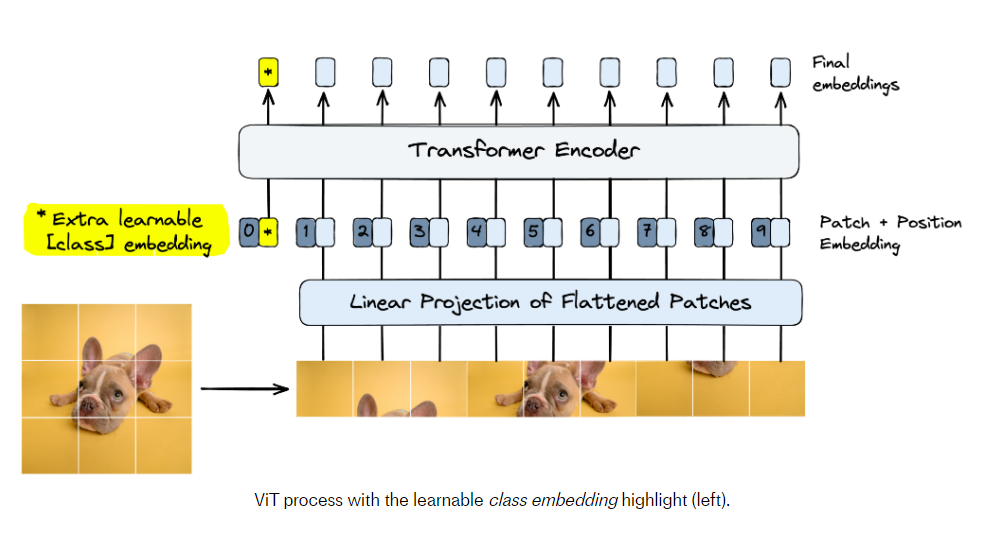 Final
embeddings
Transformer Encoder
* Extra learnable
[class] embedding
0 * 1 2 3 4 5 6 7 8 9
Patch + Position
Embedding
Linear Projection of Flattened Patches
*
ViT process with the learnable class embedding highlight (left).